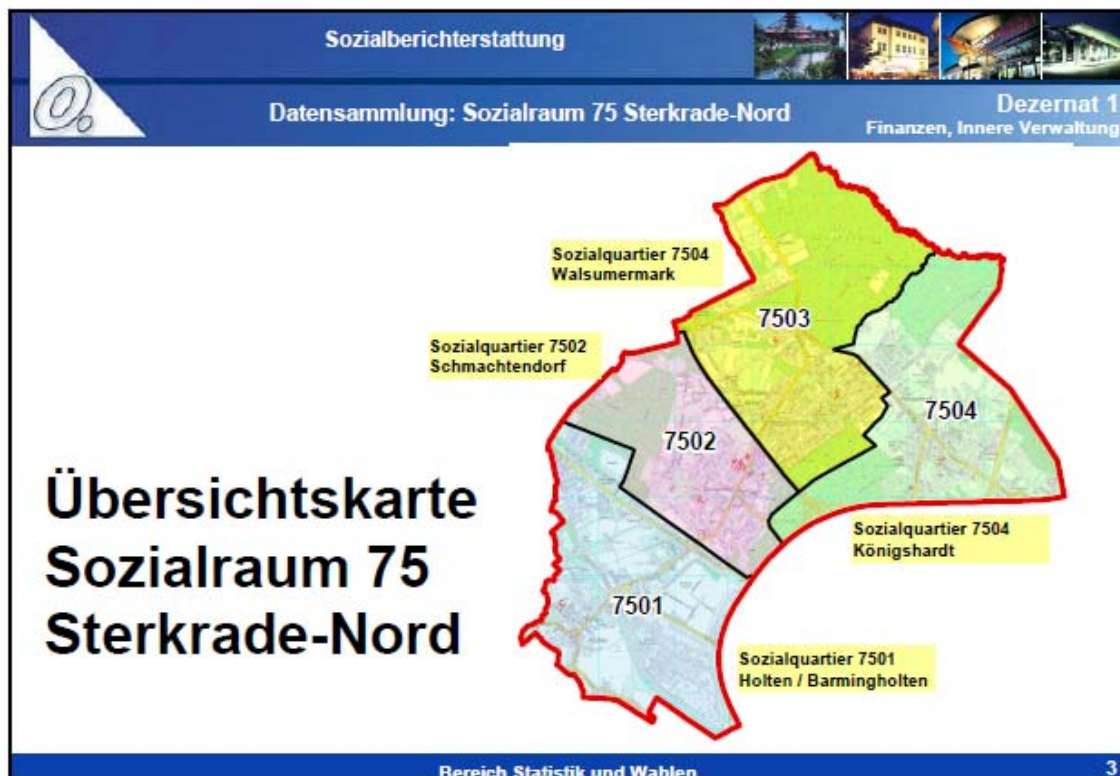 Sozialberichterstattung
Datensammlung: Sozialraum 75 Sterkrade-Nord
Dezernat 1
Finanzen, Innere Verwaltung
O.
Übersichtskarte
Sozialraum 75
Sterkrade-Nord
Sozialquartier 7504
Walsumermark
7503
Sozialquartier 7502
Schmachtendorf
7504
7502
Sozialquartier 7504
Königshardt
7501
Sozialquartier 7501
Holten / Barmingholten
Bereich Statistik und Wahlen
3